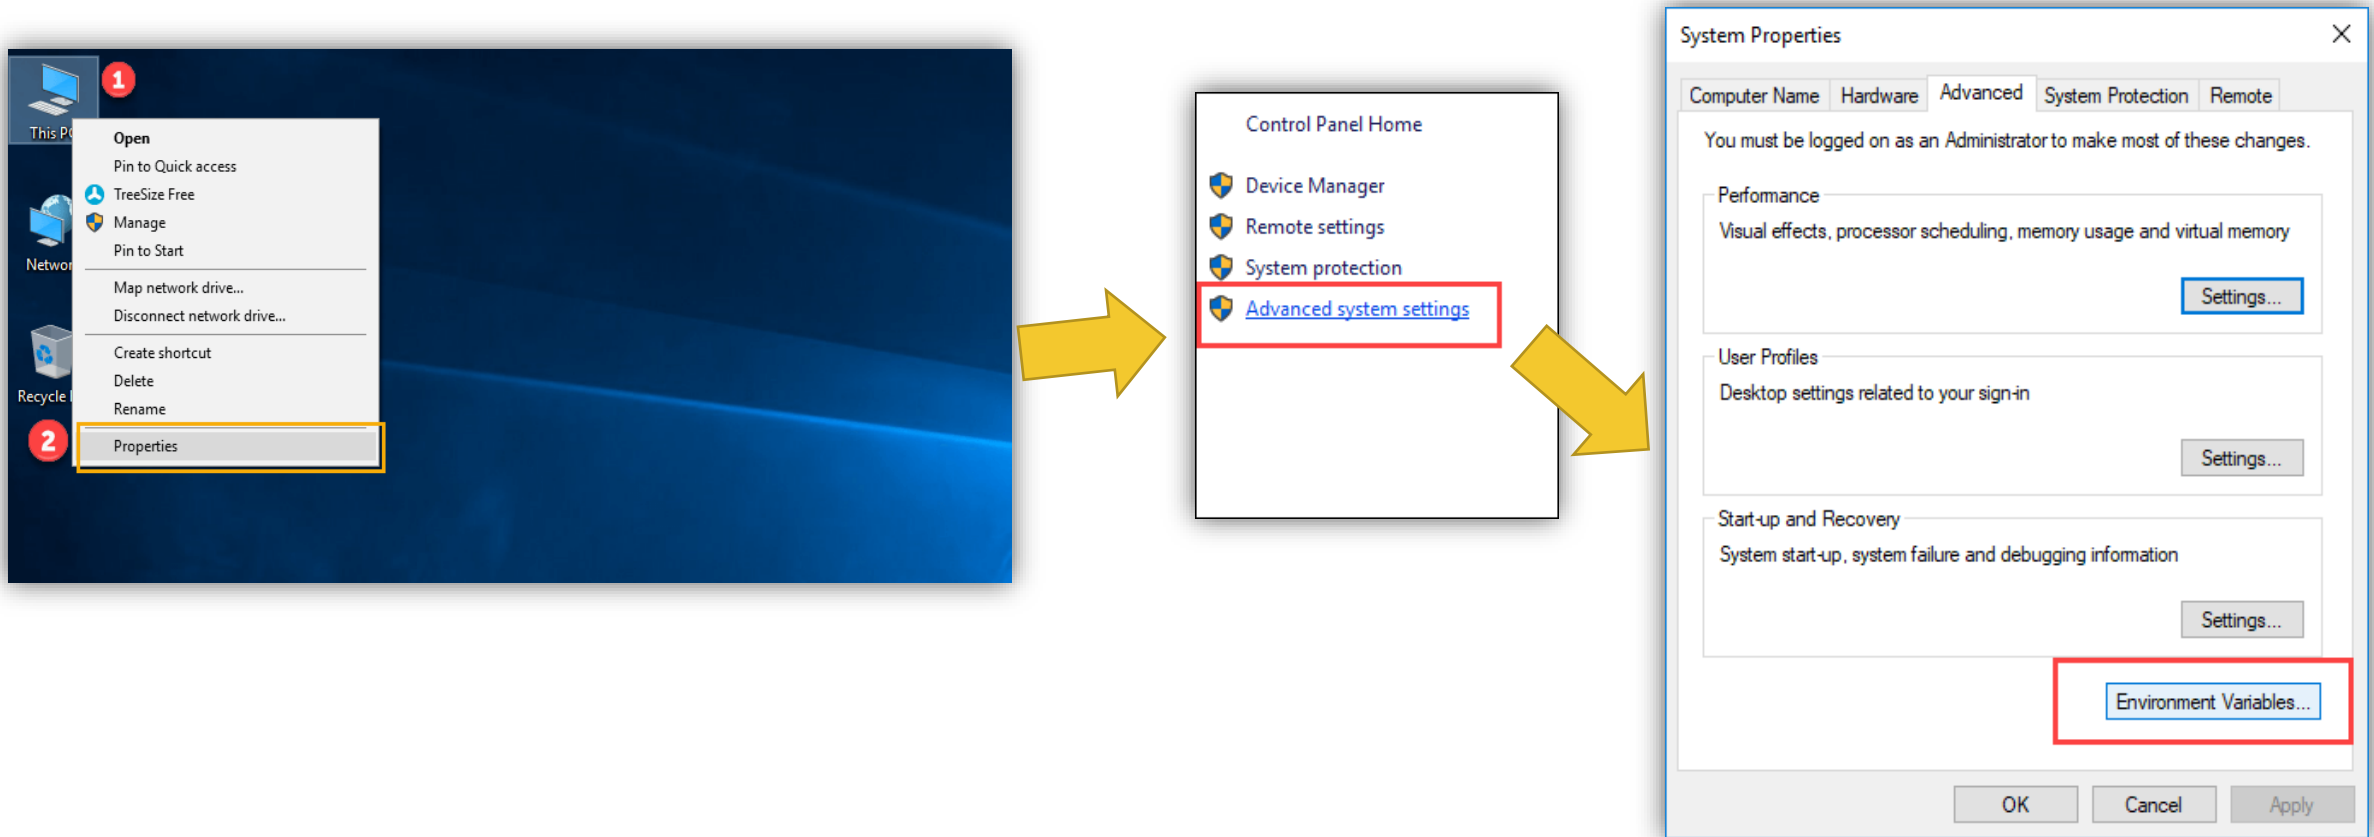 1
This PC
Open
Pin to Quick access
TreeSize Free
Manage
Pin to Start
Map network drive...
Disconnect network drive...
Create shortcut
Delete
Rename
Properties
Recycle
2
Control Panel Home
Device Manager
Remote settings
System protection
Advanced system settings
System Properties
Computer Name
Hardware
Advanced
System Protection
Remote
You must be logged on as an Administrator to make most of these changes.
Performance
Visual effects, processor scheduling, memory usage and virtual memory
Settings...
User Profiles
Desktop settings related to your sign-in
Settings...
Start-up and Recovery
System start-up, system failure and debugging information
Settings...
Environment Variables...
OK
Cancel
Apply